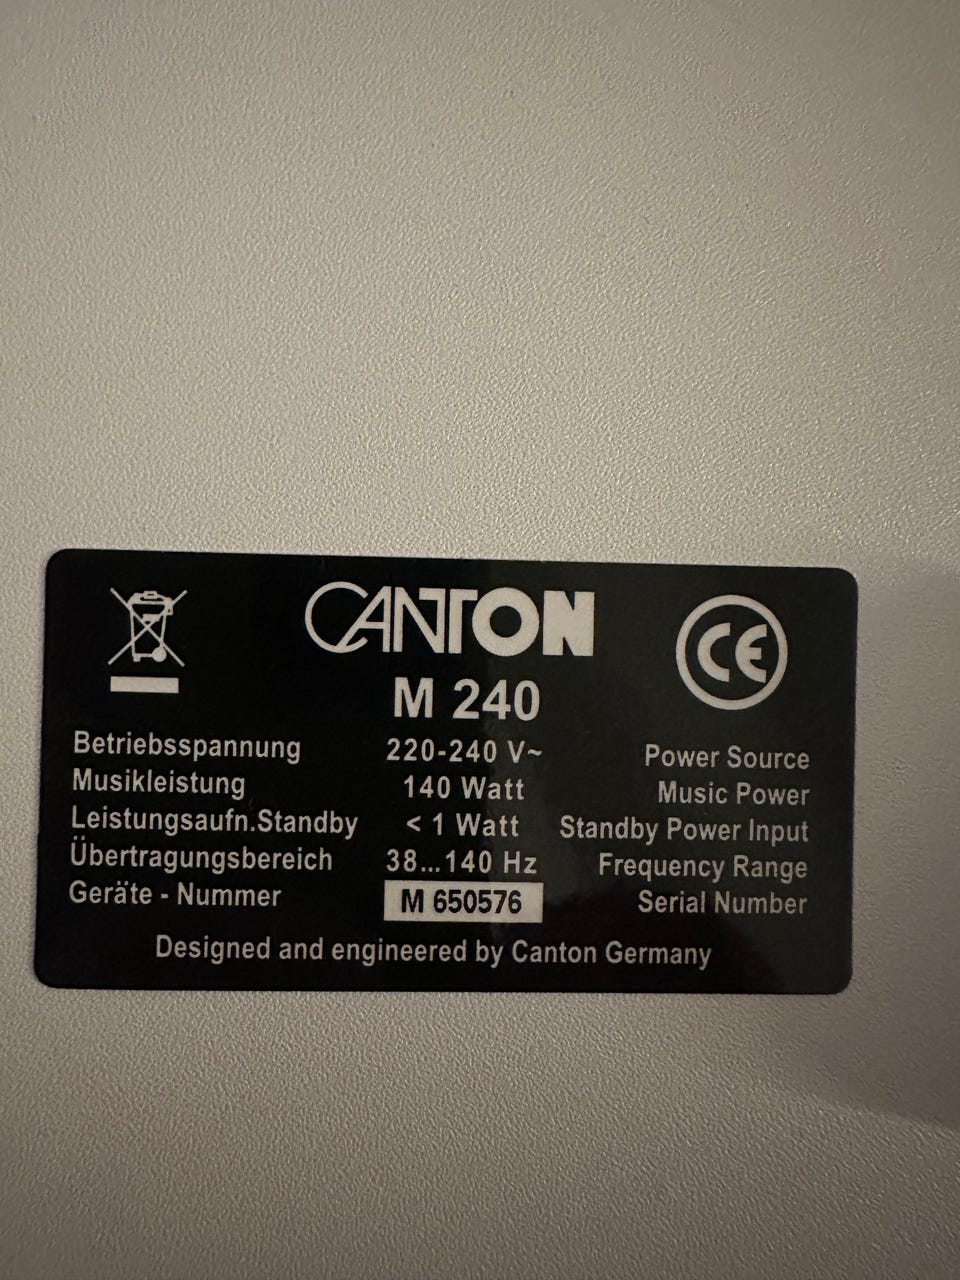 CANTON
CE
M 240
Betriebsspannung 220-240 V~ Power Source
Musikleistung 140 Watt Music Power
Leistungsaufn.Standby < 1 Watt Standby Power Input
Übertragungsbereich 38...140 Hz Frequency Range
Geräte - Nummer M 650576 Serial Number
Designed and engineered by Canton Germany